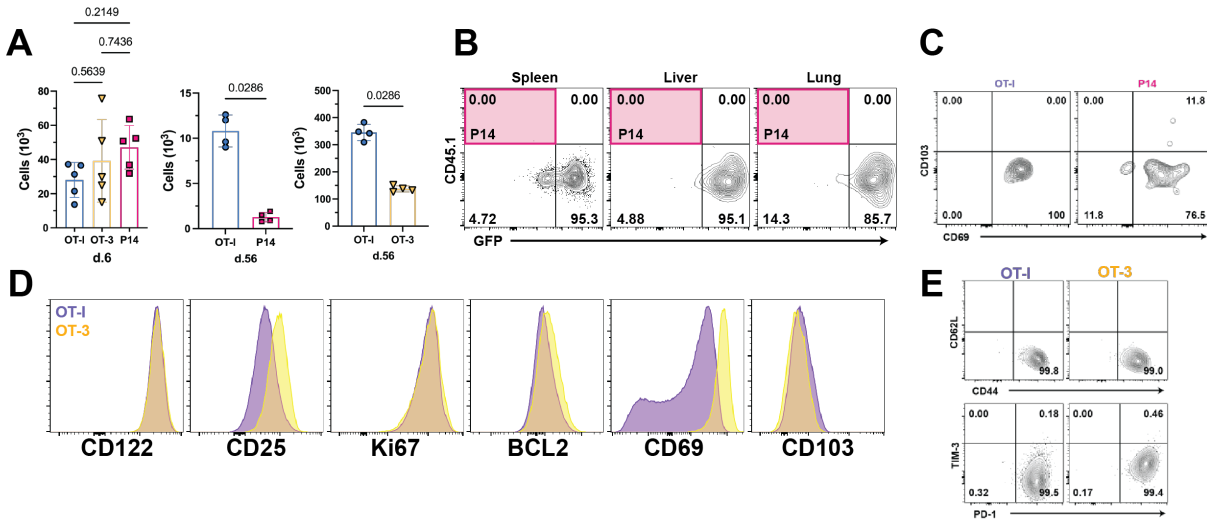 A
0.2149
0.7436
0.5639
Cells (10³)
80
60
40
20
0
OT-I OT-3 P14
d.6
0.0286
Cells (10³)
15
10
5
0
OT-I P14
d.56
0.0286
Cells (10³)
500
400
300
200
100
0
OT-I OT-3
d.56
B
Spleen Liver Lung
0.00 0.00 0.00 0.00 0.00 0.00
P14 P14 P14
CD45.1
4.72 95.3 4.88 95.1 14.3 85.7
GFP
C
OT-I P14
0.00 0.00 0.00 11.8
CD103
0.00 100 11.8 76.5
CD69
D
OT-I
OT-3
CD122 CD25 Ki67 BCL2 CD69 CD103
E
OT-I OT-3
CD62L
99.8 99.0
CD44
0.00 0.18 0.00 0.46
TIM-3
0.32 99.5 0.17 99.4
PD-1